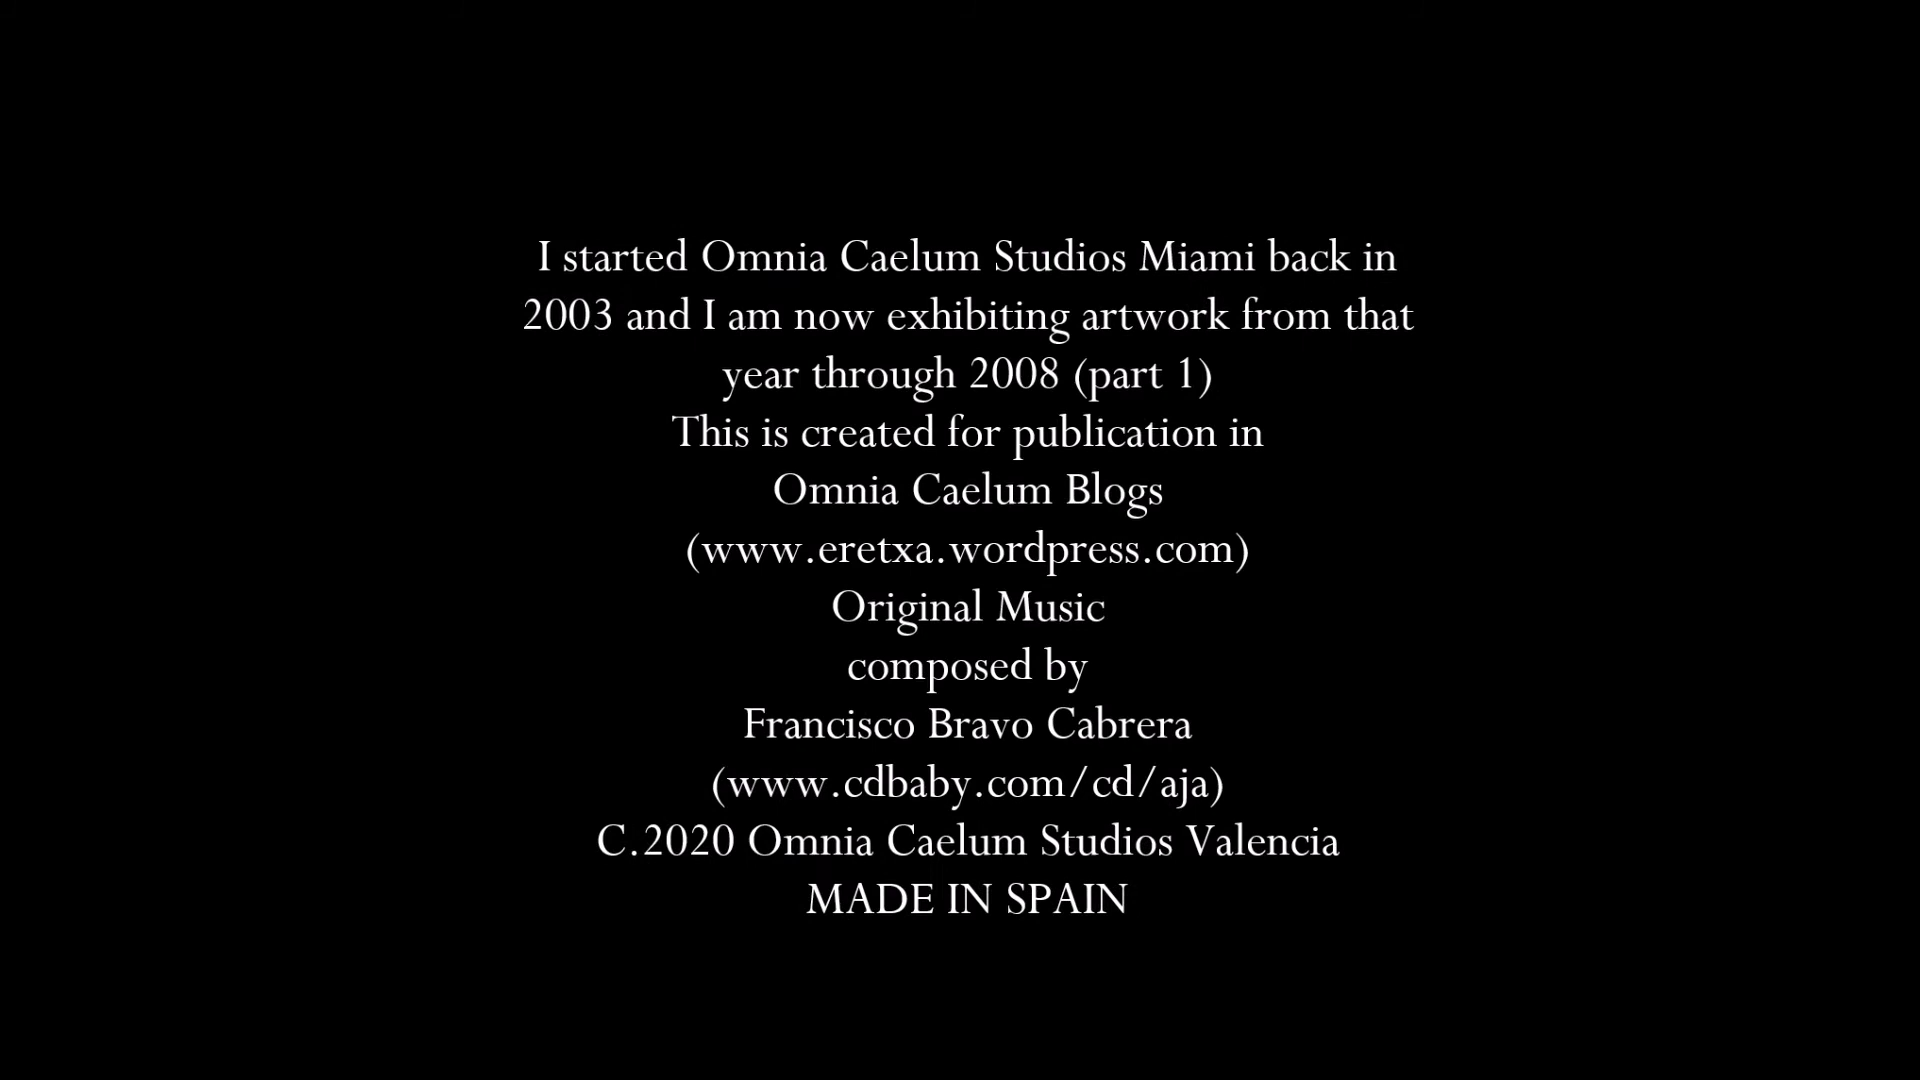 I started Omnia Caelum Studios Miami back in
2003 and I am now exhibiting artwork from that
year through 2008 (part 1)
This is created for publication in
Omnia Caelum Blogs
(www.eretxa.wordpress.com)
Original Music
composed by
Francisco Bravo Cabrera
(www.cdbaby.com/cd/aja)
C.2020 Omnia Caelum Studios Valencia
MADE IN SPAIN